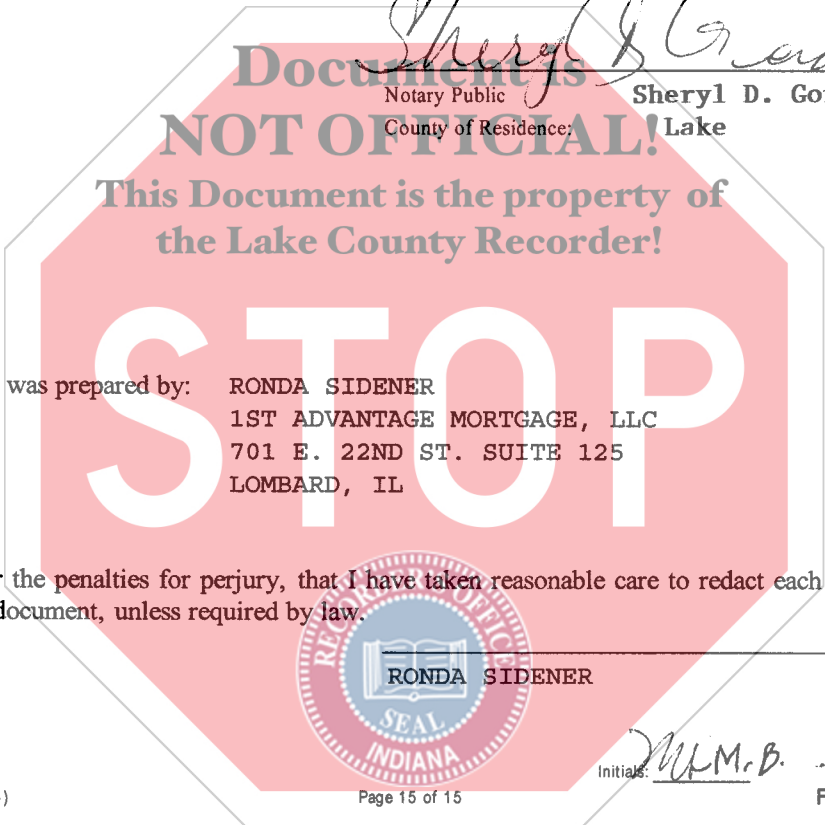 Document is
Notary Public Sheryl D.
NOT OFFICIAL!
County of Residence: Lake
This Document is the property of
the Lake County Recorder!
STOP
was prepared by: RONDA SIDENER
1ST ADVANTAGE MORTGAGE, LLC
701 E. 22ND ST. SUITE 125
LOMBARD, IL
the penalties for perjury, that I have taken reasonable care to redact each
document, unless required by law.
RECORDER'S OFFICE
SEAL
INDIANA
RONDA SIDENER
Initials: M.B.
Page 15 of 15